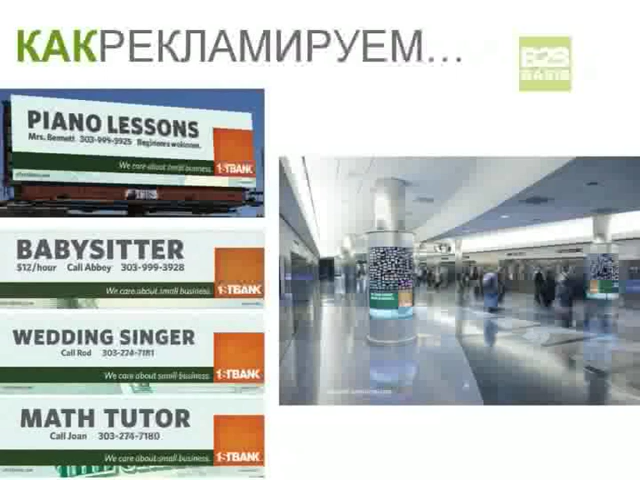 КАКРЕКЛАМИРУЕМ...
B2B
BASIS
PIANO LESSONS
Mrs. Bennett 303-999-3925 Beginners welcome.
We care about small business. 1STBANK
BABYSITTER
$12/hour Call Abbey 303-999-3928
We care about small business. 1STBANK
WEDDING SINGER
Call Rod 303-274-7181
We care about small business. 1STBANK
MATH TUTOR
Call Joan 303-274-7180
We care about small business. 1STBANK